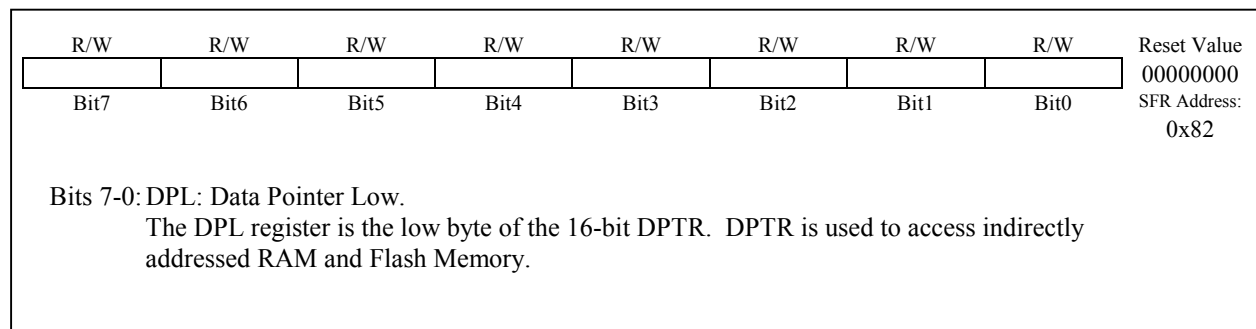 R/W R/W R/W R/W R/W R/W R/W R/W Reset Value
00000000
Bit7 Bit6 Bit5 Bit4 Bit3 Bit2 Bit1 Bit0 SFR Address:
0x82
Bits 7-0: DPL: Data Pointer Low.
The DPL register is the low byte of the 16-bit DPTR. DPTR is used to access indirectly
addressed RAM and Flash Memory.